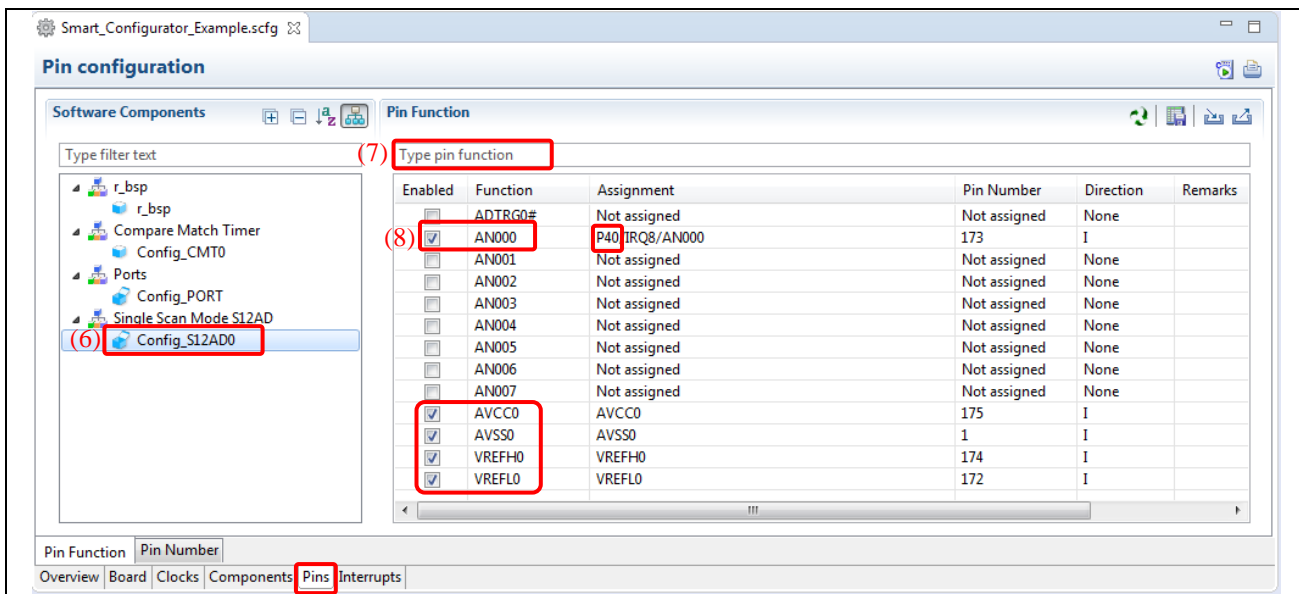 Smart_Configurator_Example.scfg
Pin configuration
Software Components
Type filter text
r_bsp
r_bsp
Compare Match Timer
Config_CMT0
Ports
Config_PORT
Single Scan Mode S12AD
(6) Config_S12AD0
Pin Function
(7) Type pin function
Enabled Function Assignment Pin Number Direction Remarks
ADTRG0# Not assigned Not assigned None
(8) AN000 P40/IRQ8/AN000 173 I
AN001 Not assigned Not assigned None
AN002 Not assigned Not assigned None
AN003 Not assigned Not assigned None
AN004 Not assigned Not assigned None
AN005 Not assigned Not assigned None
AN006 Not assigned Not assigned None
AN007 Not assigned Not assigned None
AVCC0 AVCC0 175 I
AVSS0 AVSS0 1 I
VREFH0 VREFH0 174 I
VREFL0 VREFL0 172 I
Pin Function Pin Number
Overview Board Clocks Components Pins Interrupts